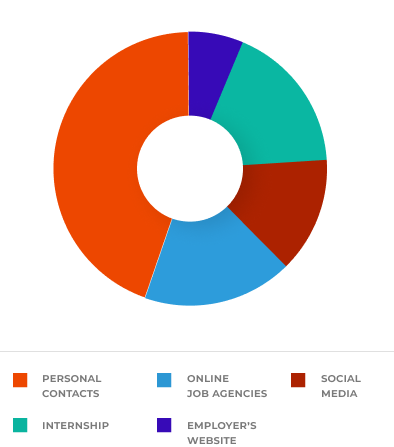 PERSONAL
CONTACTS
ONLINE
JOB AGENCIES
SOCIAL
MEDIA
INTERNSHIP
EMPLOYER'S
WEBSITE